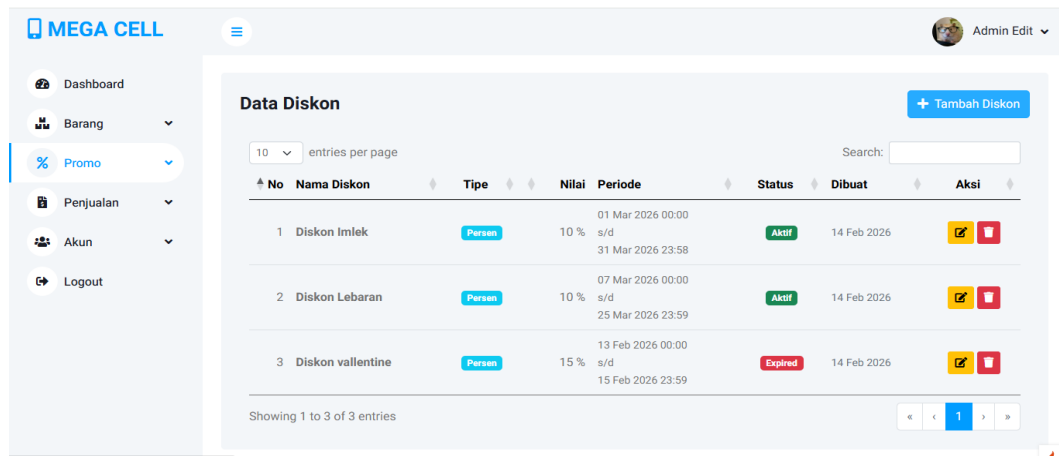 MEGA CELL
Admin Edit
Dashboard
Barang
Promo
Penjualan
Akun
Logout
Data Diskon
+ Tambah Diskon
10 entries per page
Search:
No Nama Diskon Tipe Nilai Periode Status Dibuat Aksi
1 Diskon Imlek Persen 10 % 01 Mar 2026 00:00
s/d
31 Mar 2026 23:58
Aktif 14 Feb 2026
2 Diskon Lebaran Persen 10 % 07 Mar 2026 00:00
s/d
25 Mar 2026 23:59
Aktif 14 Feb 2026
3 Diskon vallentine Persen 15 % 13 Feb 2026 00:00
s/d
15 Feb 2026 23:59
Expired 14 Feb 2026
Showing 1 to 3 of 3 entries
« ‹ 1 › »